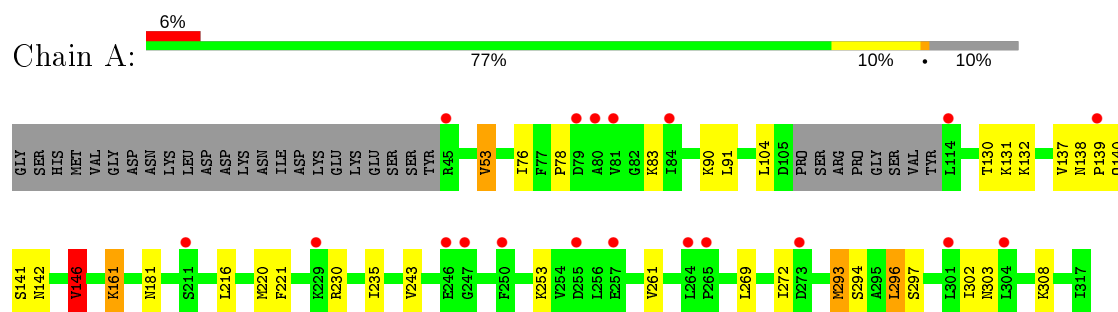 6%
Chain A:
77% 10% • 10%
GLY SER HIS MET VAL GLY ASP ASN LYS LEU ASP ASP LYS ASN ILE ASP LYS GLU LYS GLU SER SER TYR R45 V53 I76 F77 P78 D79 A80 V81 G82 K83 I84 K90 L91 L104 D105 PRO SER ARG PRO GLY SER VAL TYR L114 T130 K131 K132 V137 N138 P139 Q140
S141 N142 V146 K161 N181 S211 L216 M220 F221 K229 R230 I235 V243 E246 G247 F250 K253 V254 D255 L256 E257 V261 L264 P265 L269 I272 D273 M293 S294 A295 L296 S297 L301 I302 N303 L304 K308 I317